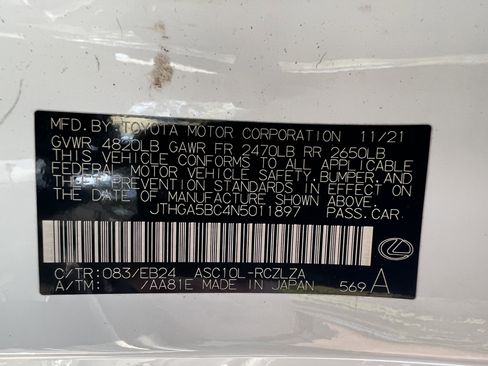 MFD. BY: TOYOTA MOTOR CORPORATION 11/21
GVWR 4820LB GAWR FR 2470LB RR 2650LB
THIS VEHICLE CONFORMS TO ALL APPLICABLE
FEDERAL MOTOR VEHICLE SAFETY, BUMPER, AND
THEFT PREVENTION STANDARDS IN EFFECT ON
THE DATE OF MANUFACTURE SHOWN ABOVE.
JTHGA5BC4N5011897 PASS.CAR
C/TR: 083/EB24 ASC10L-RCZLZA
A/TM: /AA81E MADE IN JAPAN 569 A